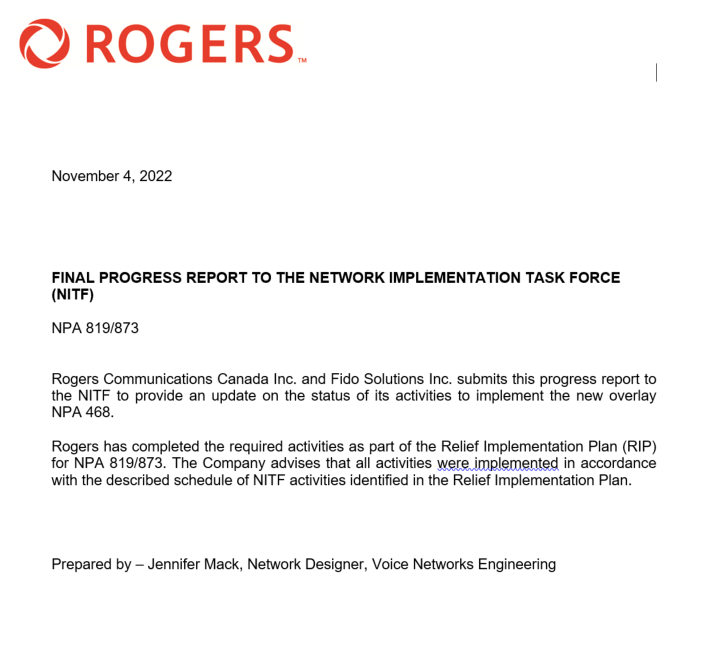 ROGERS™
November 4, 2022
FINAL PROGRESS REPORT TO THE NETWORK IMPLEMENTATION TASK FORCE
(NITF)
NPA 819/873
Rogers Communications Canada Inc. and Fido Solutions Inc. submits this progress report to
the NITF to provide an update on the status of its activities to implement the new overlay
NPA 468.
Rogers has completed the required activities as part of the Relief Implementation Plan (RIP)
for NPA 819/873. The Company advises that all activities were implemented in accordance
with the described schedule of NITF activities identified in the Relief Implementation Plan.
Prepared by – Jennifer Mack, Network Designer, Voice Networks Engineering